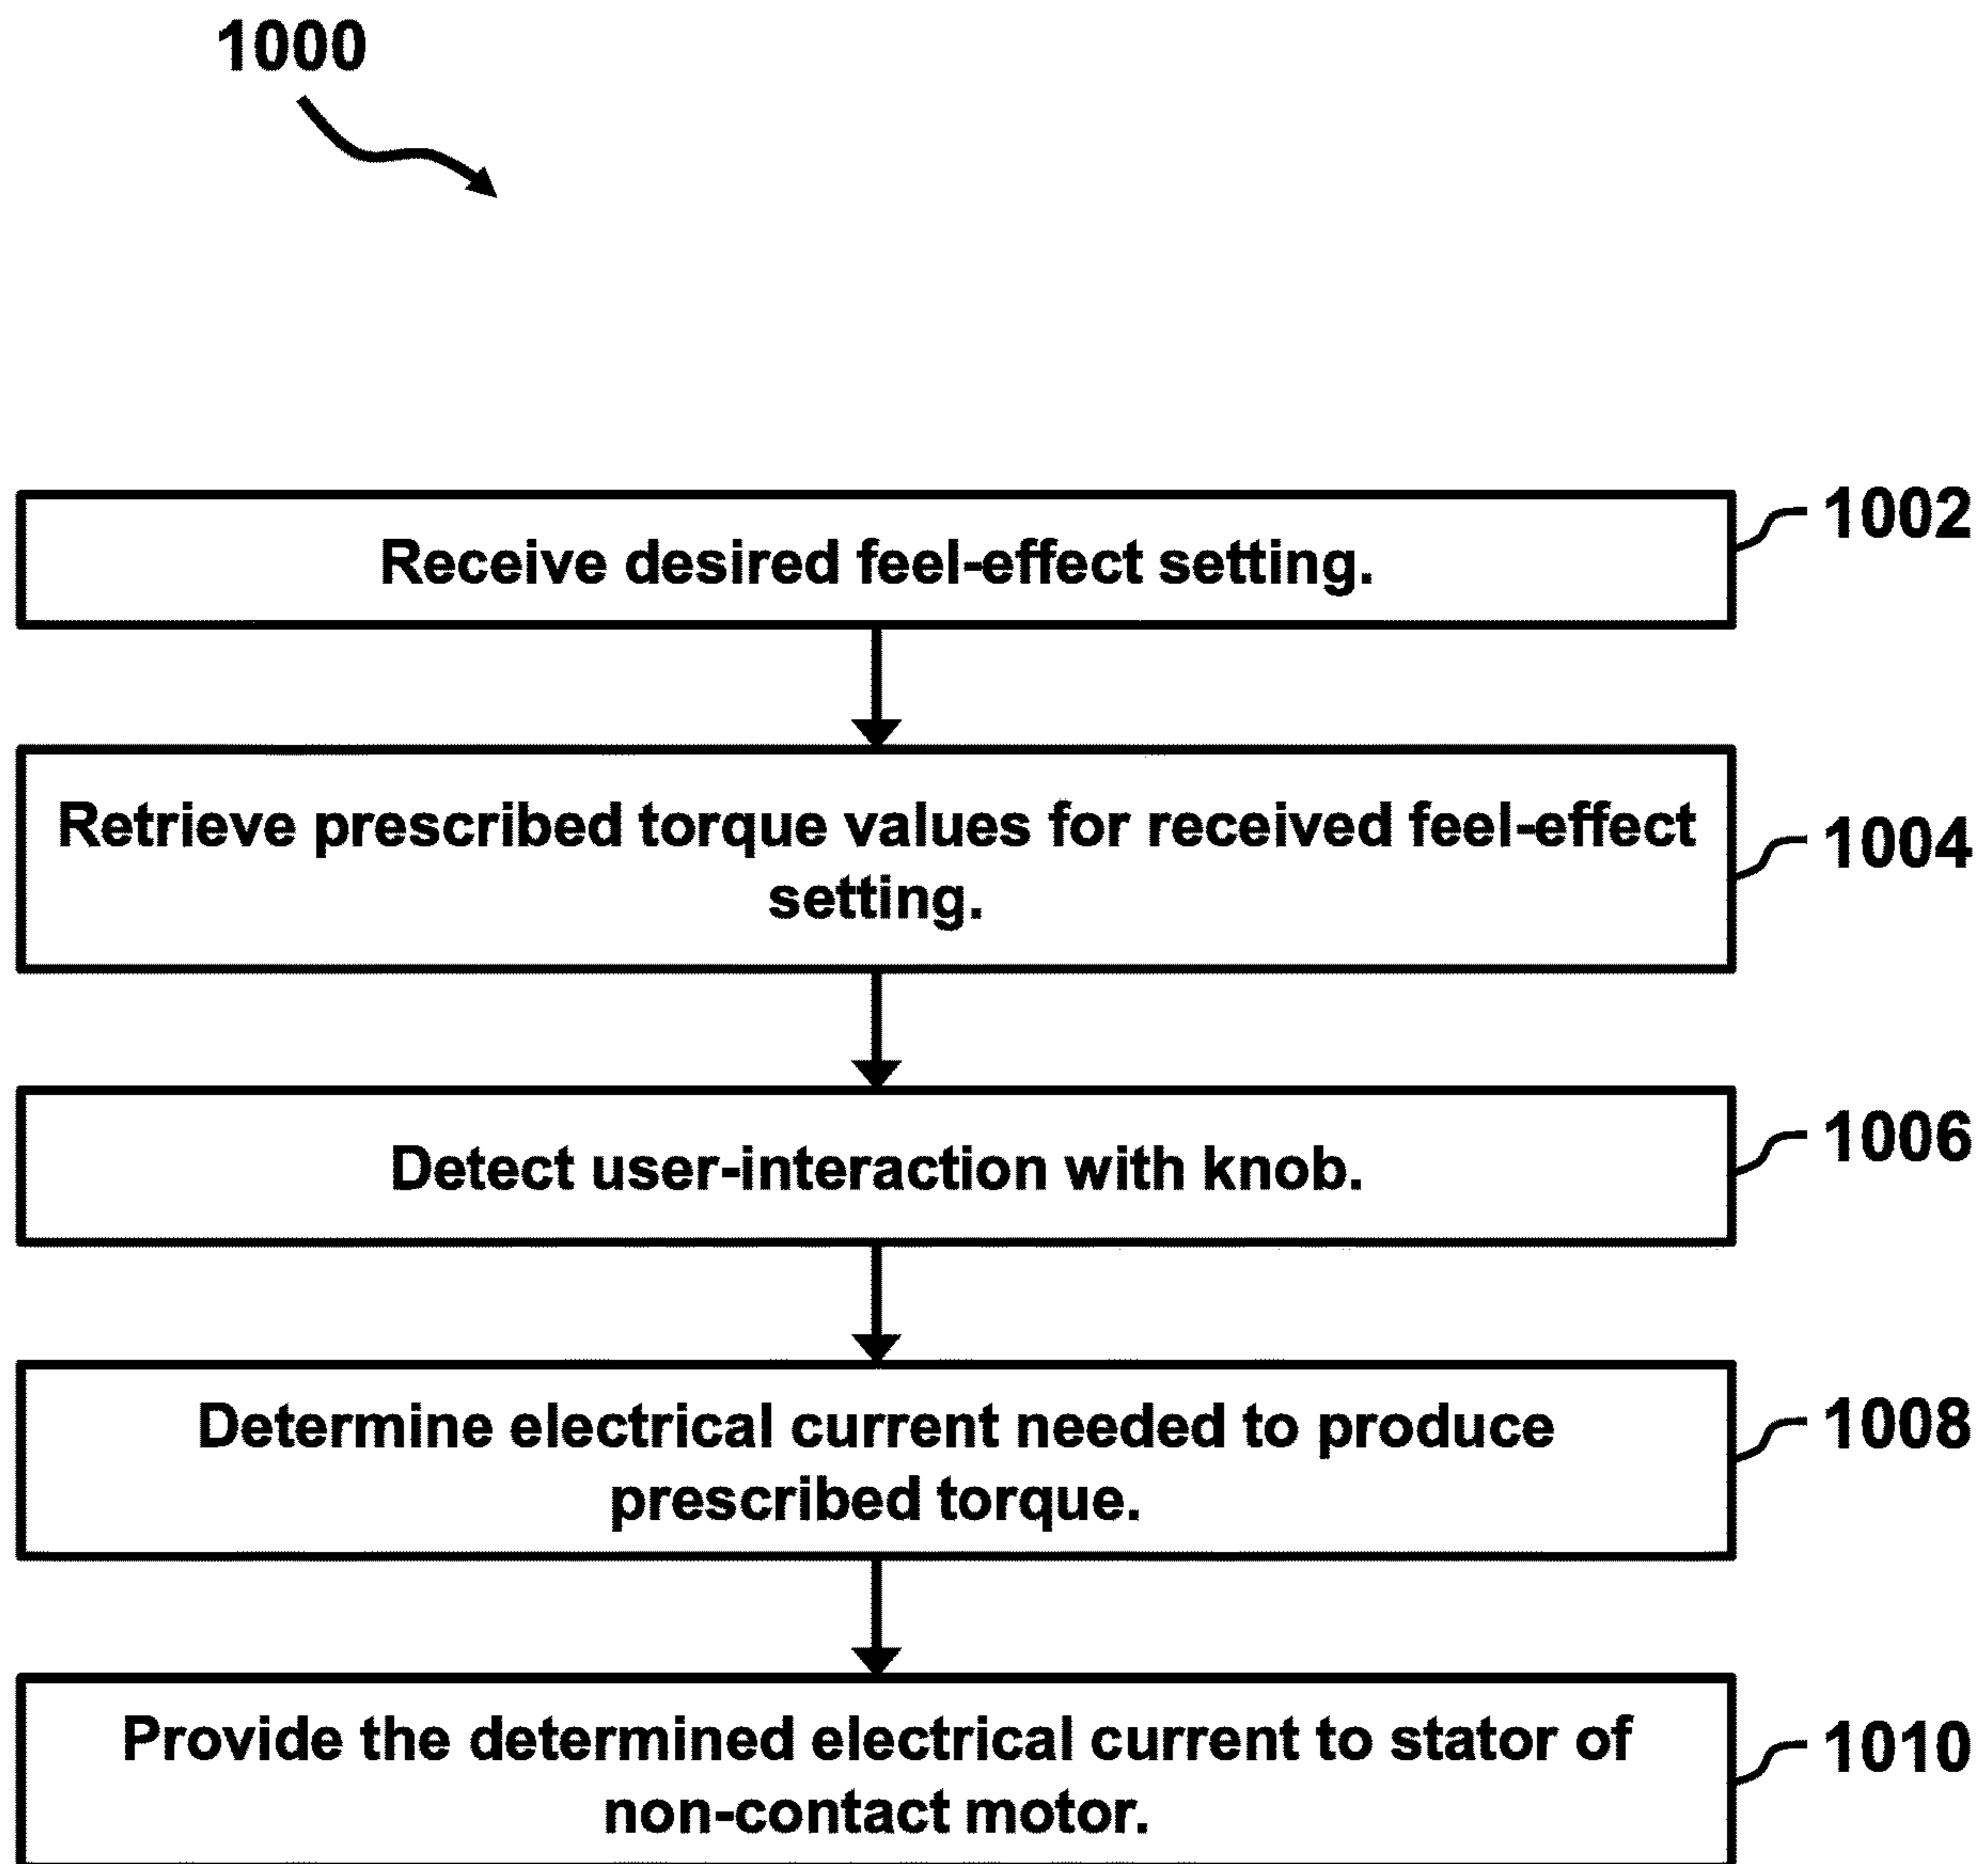 1000
Receive desired feel-effect setting.
1002
Retrieve prescribed torque values for received feel-effect
setting.
1004
Detect user-interaction with knob.
1006
Determine electrical current needed to produce
prescribed torque.
1008
Provide the determined electrical current to stator of
non-contact motor.
1010